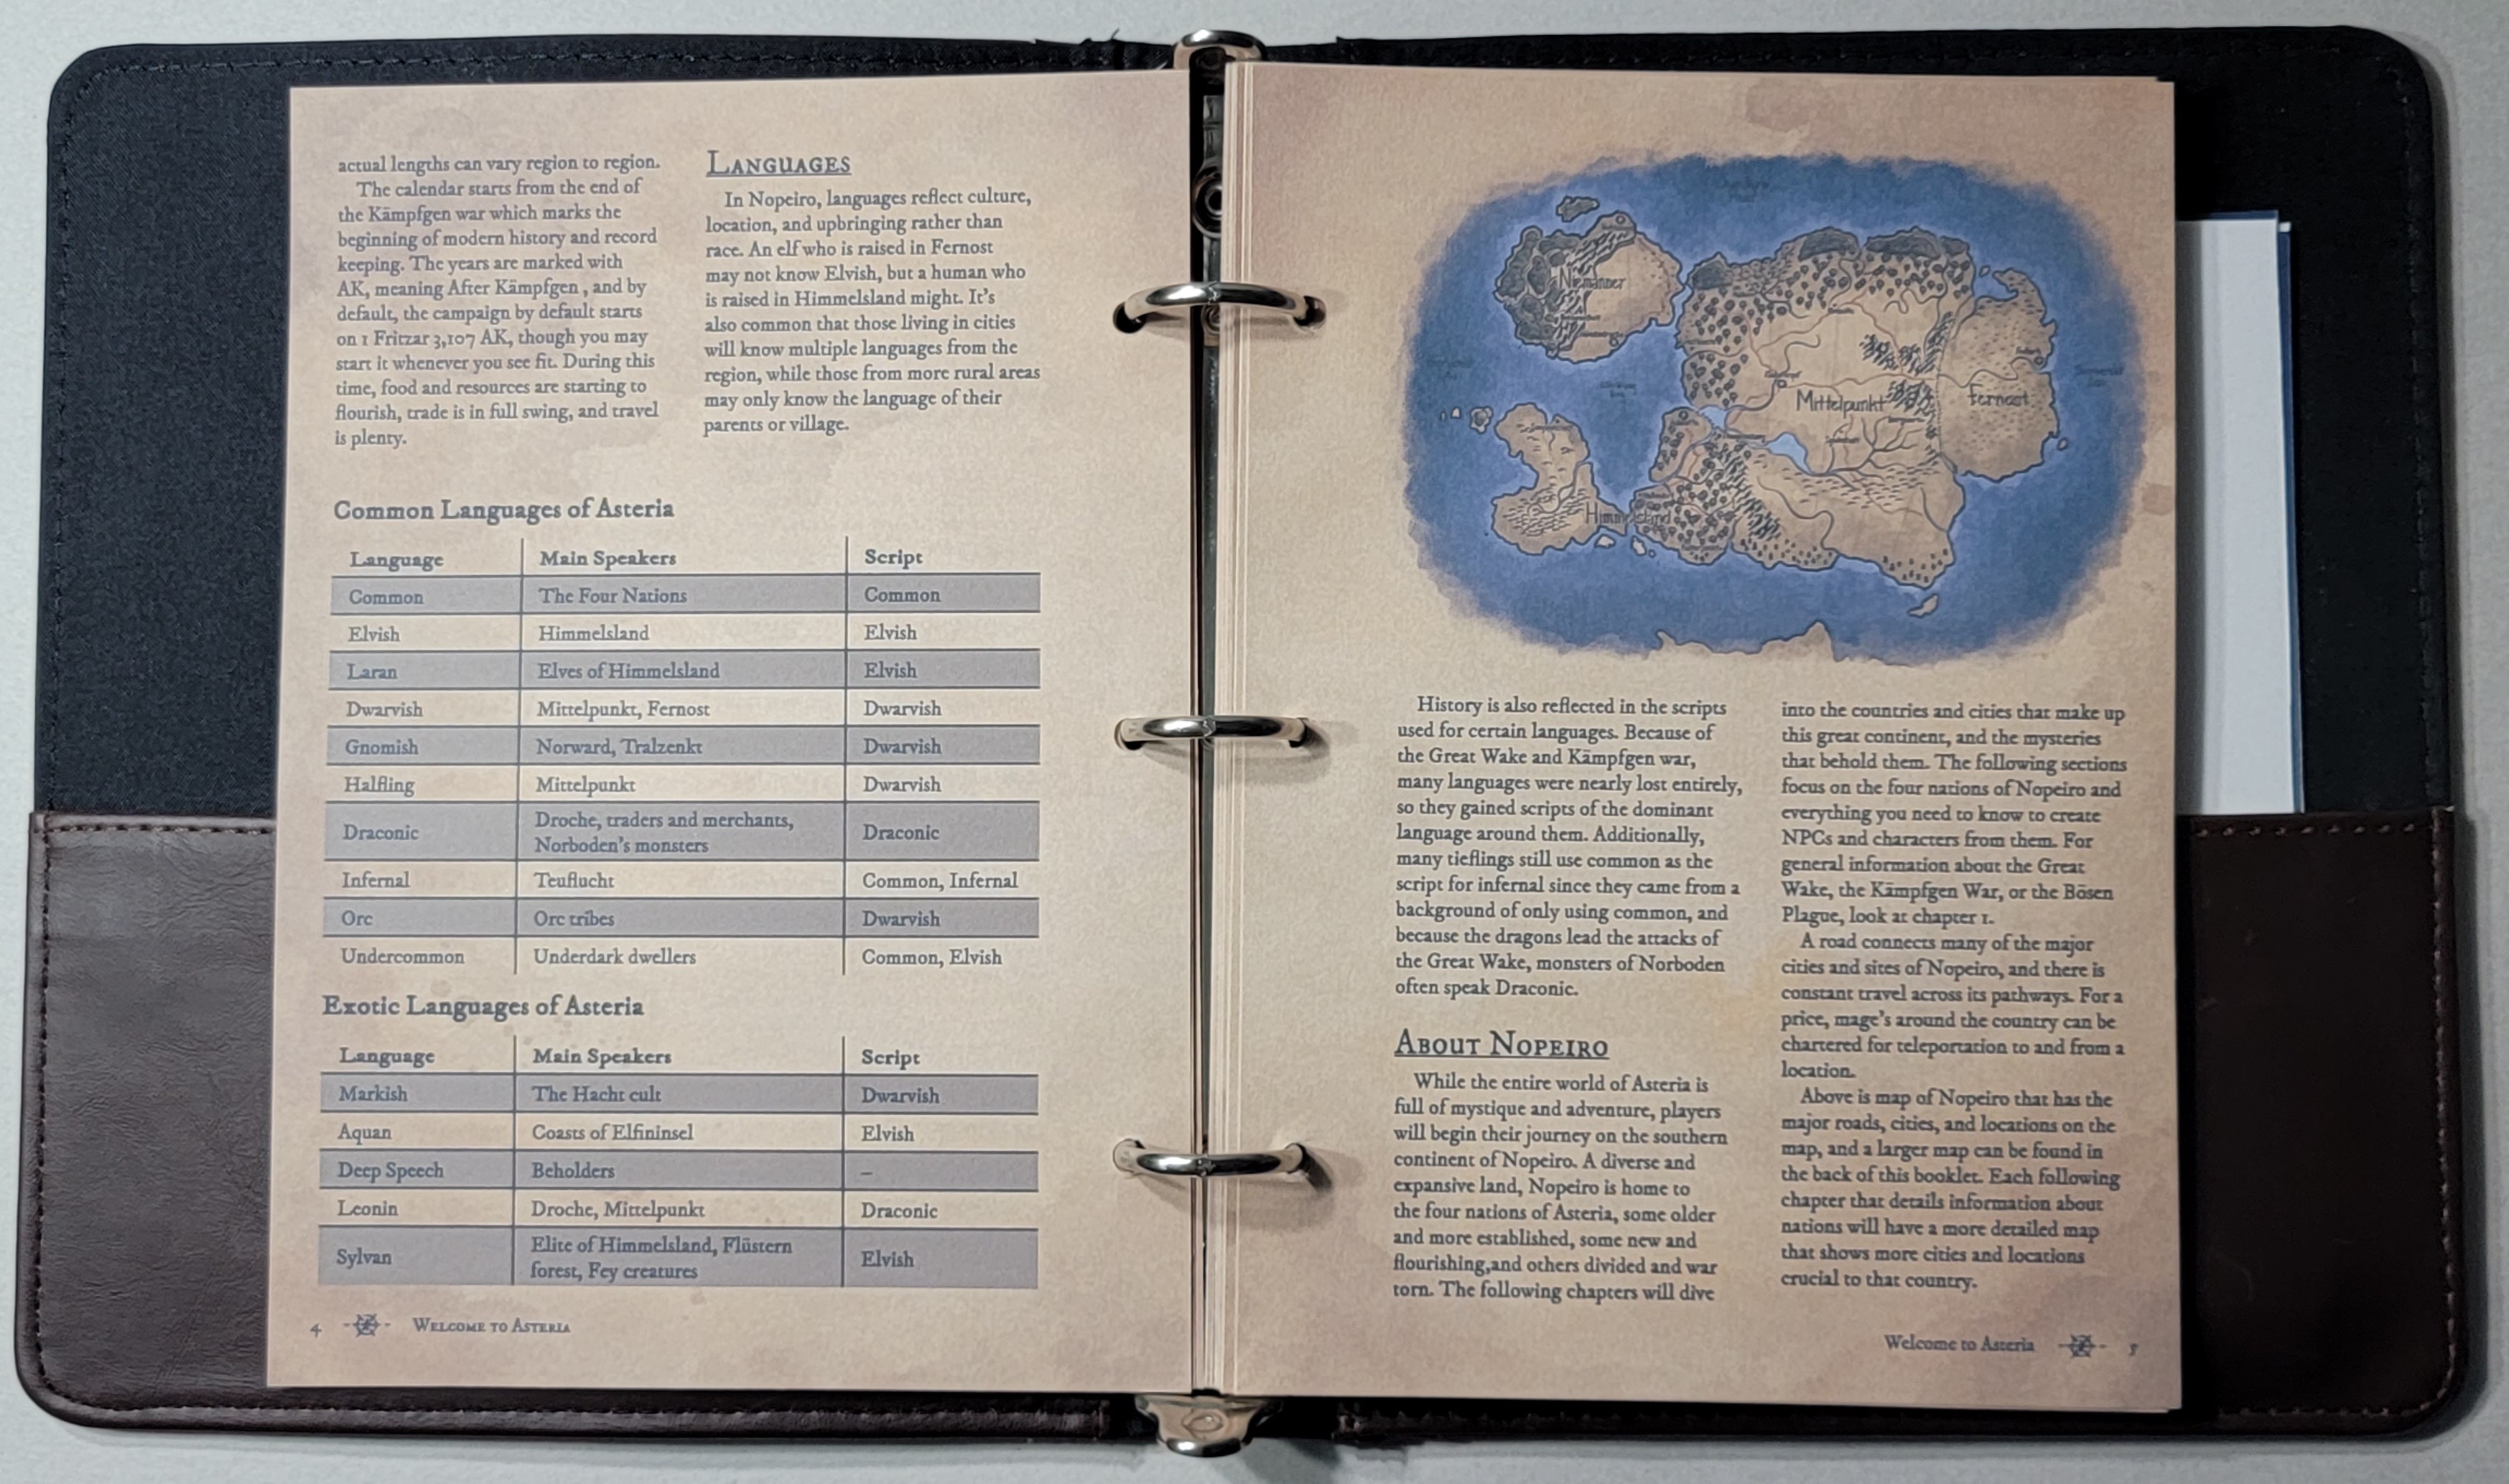 actual lengths can vary region to region.
The calendar starts from the end of
the Kämpfgen war which marks the
beginning of modern history and record
keeping. The years are marked with
AK, meaning After Kämpfgen , and by
default, the campaign by default starts
on 1 Fritzar 3,107 AK, though you may
start it whenever you see fit. During this
time, food and resources are starting to
flourish, trade is in full swing, and travel
is plenty.
LANGUAGES
In Nopeiro, languages reflect culture,
location, and upbringing rather than
race. An elf who is raised in Fernost
may not know Elvish, but a human who
is raised in Himmelsland might. It's
also common that those living in cities
will know multiple languages from the
region, while those from more rural areas
may only know the language of their
parents or village.
Common Languages of Asteria
Language Main Speakers Script
Common The Four Nations Common
Elvish Himmelsland Elvish
Laran Elves of Himmelsland Elvish
Dwarvish Mittelpunkt, Fernost Dwarvish
Gnomish Norward, Tralzenkt Dwarvish
Halfling Mittelpunkt Dwarvish
Draconic Droche, traders and merchants, Draconic
Norboden's monsters
Infernal Teuflucht Common, Infernal
Orc Orc tribes Dwarvish
Undercommon Underdark dwellers Common, Elvish
Exotic Languages of Asteria
Language Main Speakers Script
Markish The Hacht cult Dwarvish
Aquan Coasts of Elfininsel Elvish
Deep Speech Beholders –
Leonin Droche, Mittelpunkt Draconic
Sylvan Elite of Himmelsland, Flüstern Elvish
forest, Fey creatures
4 WELCOME TO ASTERIA
Niemanner
Mittelpunkt
Fernost
Himmelsland
History is also reflected in the scripts
used for certain languages. Because of
the Great Wake and Kämpfgen war,
many languages were nearly lost entirely,
so they gained scripts of the dominant
language around them. Additionally,
many tieflings still use common as the
script for infernal since they came from a
background of only using common, and
because the dragons lead the attacks of
the Great Wake, monsters of Norboden
often speak Draconic.
ABOUT NOPEIRO
While the entire world of Asteria is
full of mystique and adventure, players
will begin their journey on the southern
continent of Nopeiro. A diverse and
expansive land, Nopeiro is home to
the four nations of Asteria, some older
and more established, some new and
flourishing,and others divided and war
torn. The following chapters will dive
into the countries and cities that make up
this great continent, and the mysteries
that behold them. The following sections
focus on the four nations of Nopeiro and
everything you need to know to create
NPCs and characters from them. For
general information about the Great
Wake, the Kämpfgen War, or the Bösen
Plague, look at chapter 1.
A road connects many of the major
cities and sites of Nopeiro, and there is
constant travel across its pathways. For a
price, mage's around the country can be
chartered for teleportation to and from a
location.
Above is map of Nopeiro that has the
major roads, cities, and locations on the
map, and a larger map can be found in
the back of this booklet. Each following
chapter that details information about
nations will have a more detailed map
that shows more cities and locations
crucial to that country.
Welcome to Asteria 5